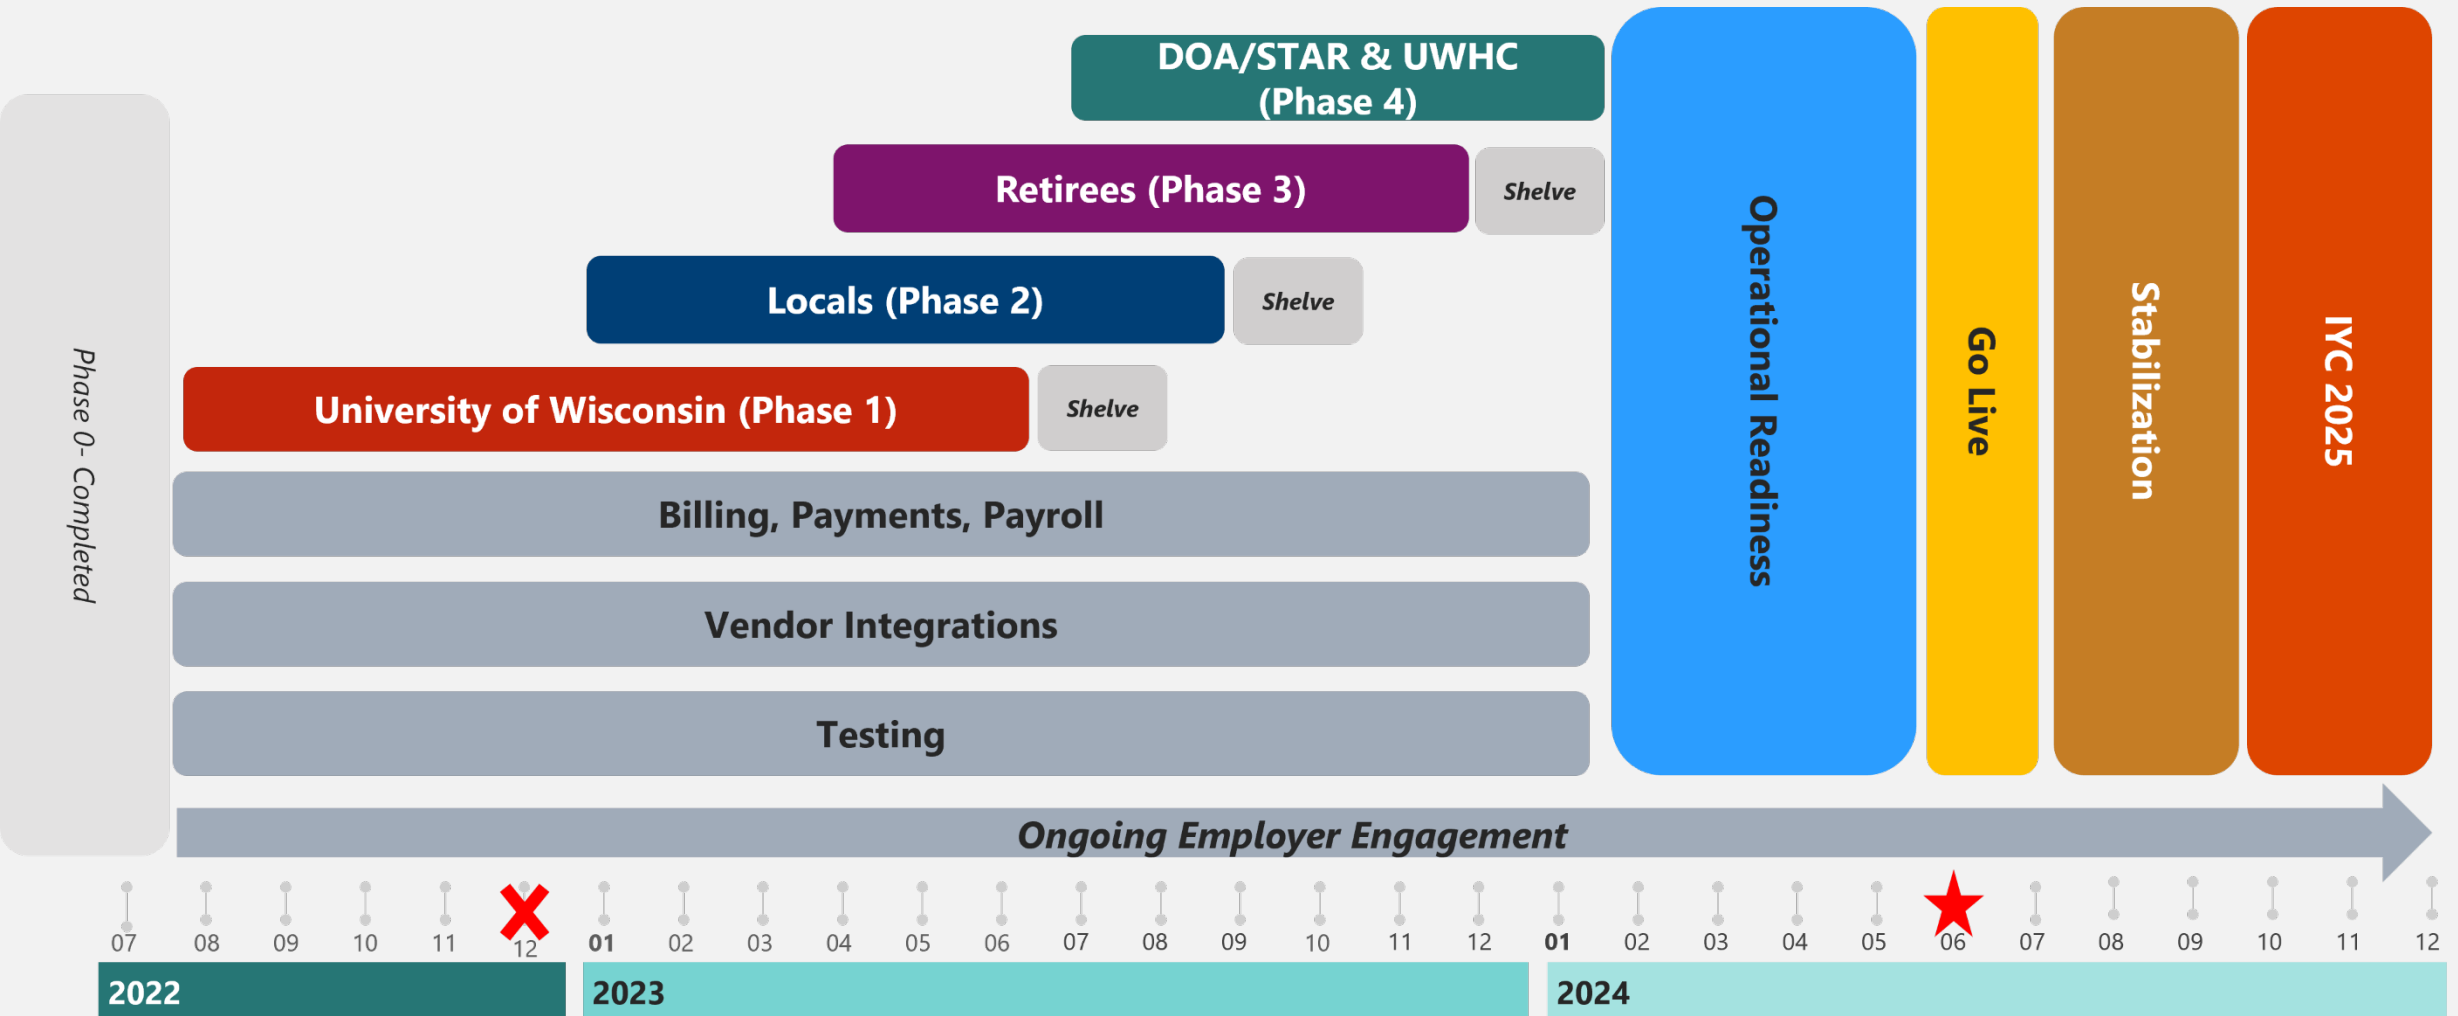 DOA/STAR & UWHC
(Phase 4)
Retirees (Phase 3)
Shelve
Locals (Phase 2)
Shelve
University of Wisconsin (Phase 1)
Shelve
Phase 0- Completed
Billing, Payments, Payroll
Vendor Integrations
Testing
Operational Readiness
Go Live
Stabilization
IYC 2025
Ongoing Employer Engagement
07 08 09 10 11 12 01 02 03 04 05 06 07 08 09 10 11 12 01 02 03 04 05 06 07 08 09 10 11 12
2022 2023 2024